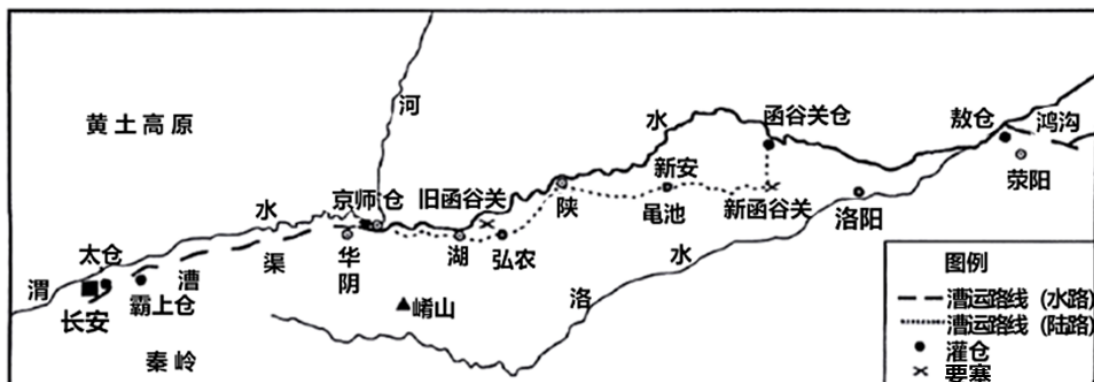 黄土高原
河
水
函谷关仓
敖仓
鸿沟
荥阳
新安
黾池
新函谷关
陕
洛阳
京师仓
旧函谷关
湖
弘农
华阴
水
渠
漕
太仓
渭
霸上仓
长安
秦岭
崤山
水
洛
图例
漕运路线（水路）
漕运路线（陆路）
灌仓
要塞